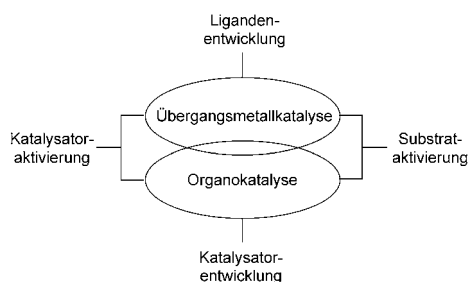 Liganden-
entwicklung
Übergangsmetallkatalyse
Katalysator-
aktivierung
Substrat-
aktivierung
Organokatalyse
Katalysator-
entwicklung